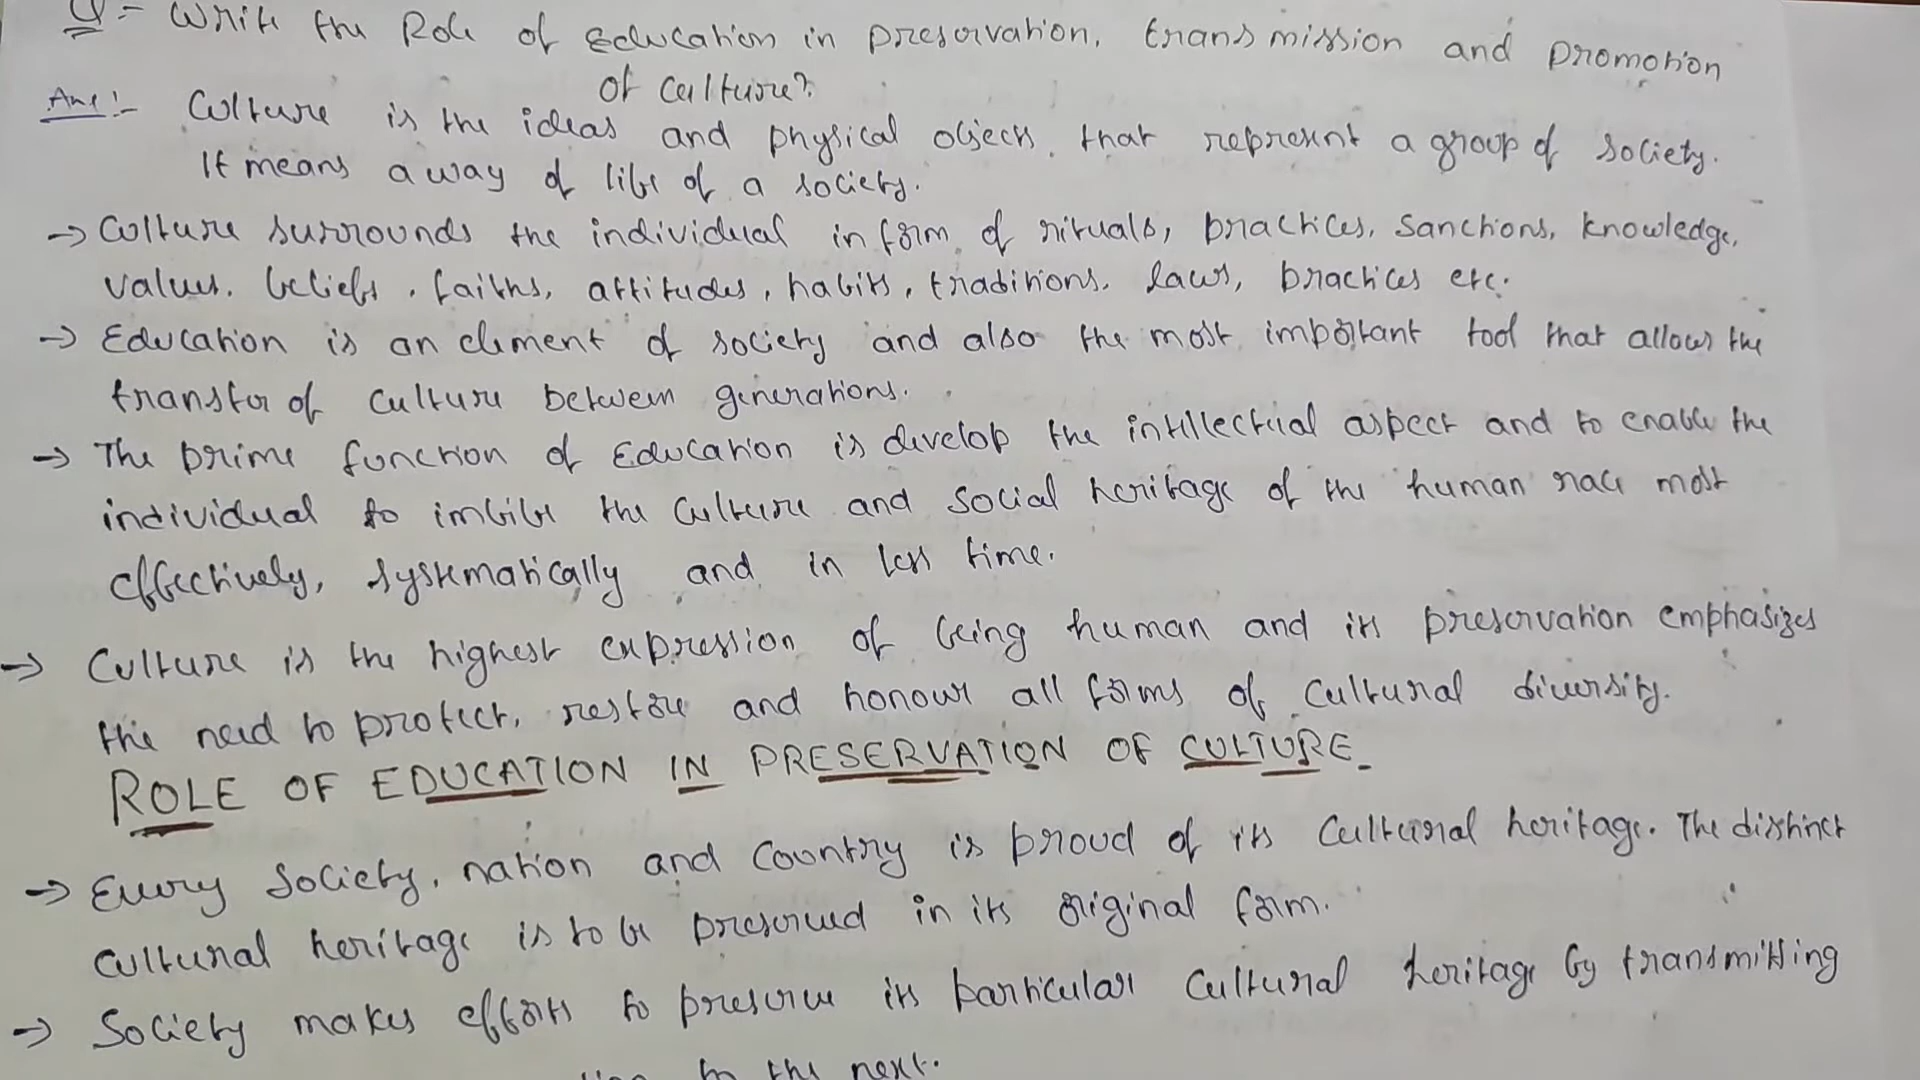 Q:- Write the Role of Education in preservation, transmission and promotion
of culture?
Ans:- Culture is the ideas and physical objects that represent a group of society.
It means a way of life of a society.
→ Culture surrounds the individual in form of rituals, practices, sanctions, knowledge,
values, beliefs, faiths, attitudes, habits, traditions, laws, practices etc.
→ Education is an element of society and also the most important tool that allows the
transfer of culture between generations.
→ The prime function of Education is develop the intellectual aspect and to enable the
individual to imbibe the culture and social heritage of the human race most
effectively, systematically and in less time.
→ Culture is the highest expression of being human and its preservation emphasizes
the need to protect, restore and honour all forms of cultural diversity.
ROLE OF EDUCATION IN PRESERVATION OF CULTURE
→ Every society, nation and country is proud of its cultural heritage. The distinct
cultural heritage is to be preserved in its original form.
→ Society makes efforts to preserve its particular cultural heritage by transmitting
to the next.